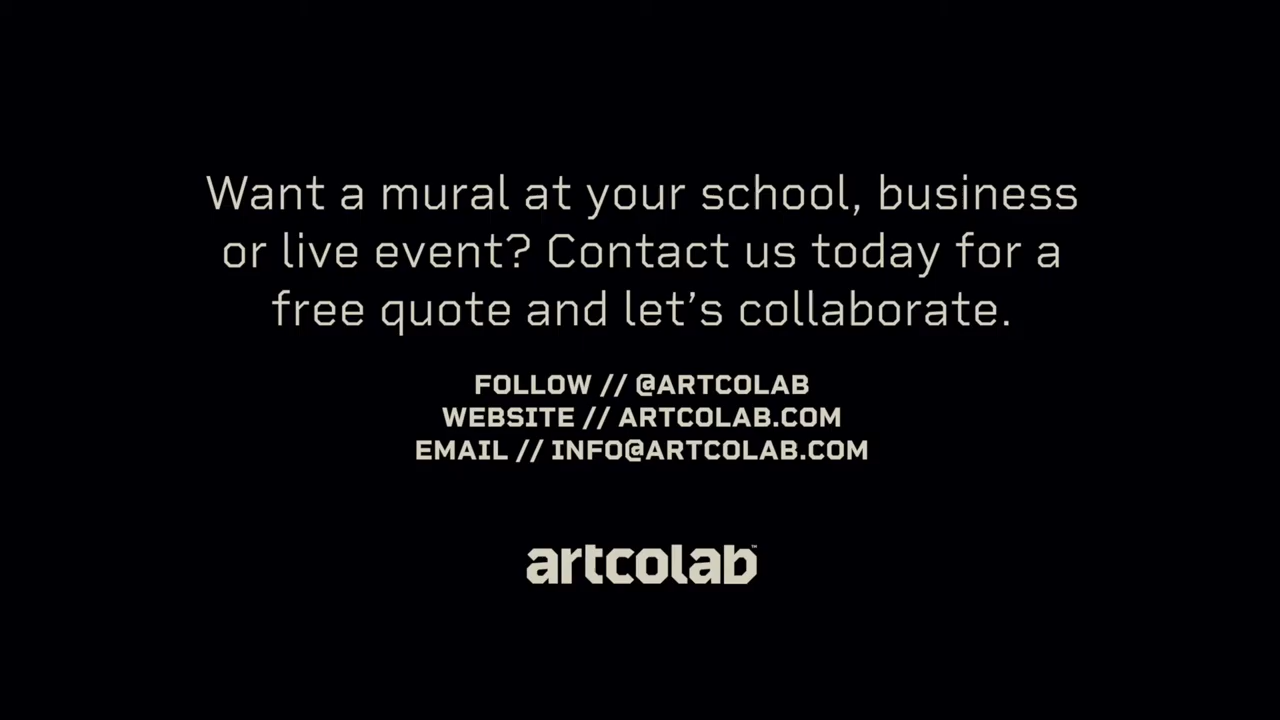 Want a mural at your school, business
or live event? Contact us today for a
free quote and let’s collaborate.
FOLLOW // @ARTCOLAB
WEBSITE // ARTCOLAB.COM
EMAIL // INFO@ARTCOLAB.COM
artcolab™